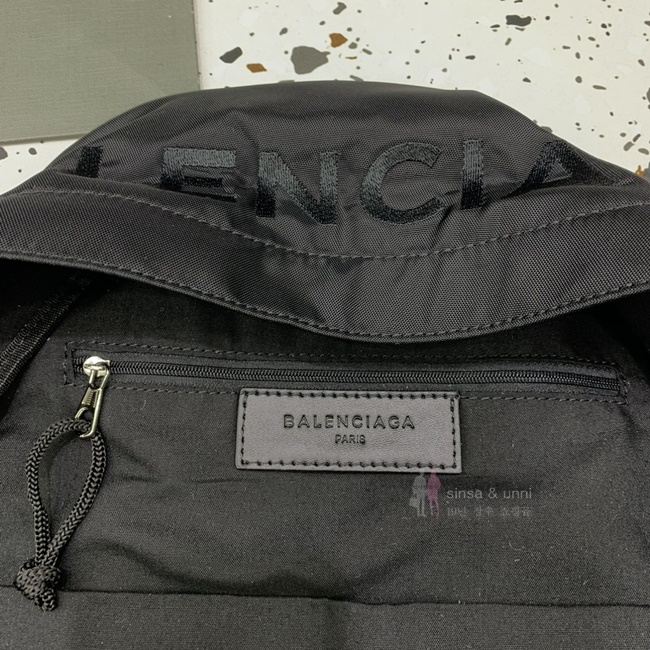 LENCIA
BALENCIAGA
PARIS
sinsa & unni